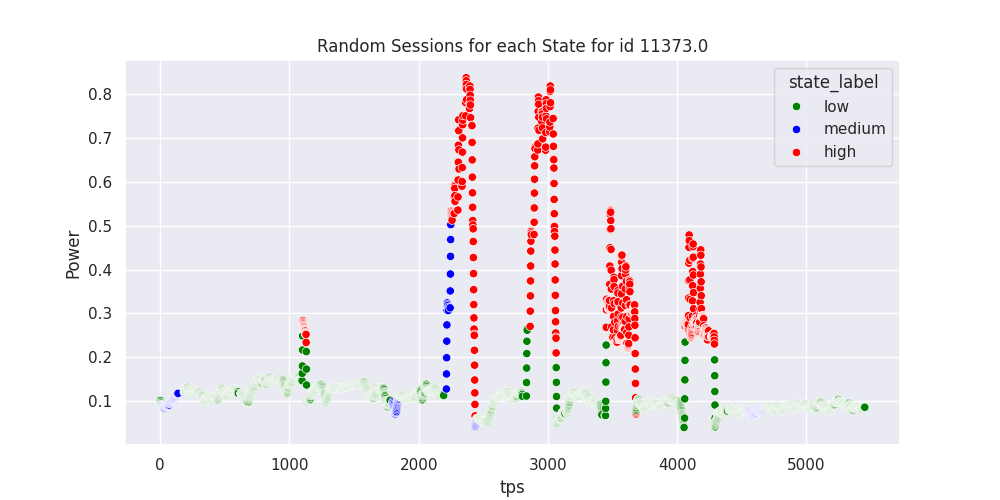 Random Sessions for each State for id 11373.0
state_label
low
medium
high
Power
0.8
0.7
0.6
0.5
0.4
0.3
0.2
0.1
0 1000 2000 3000 4000 5000
tps